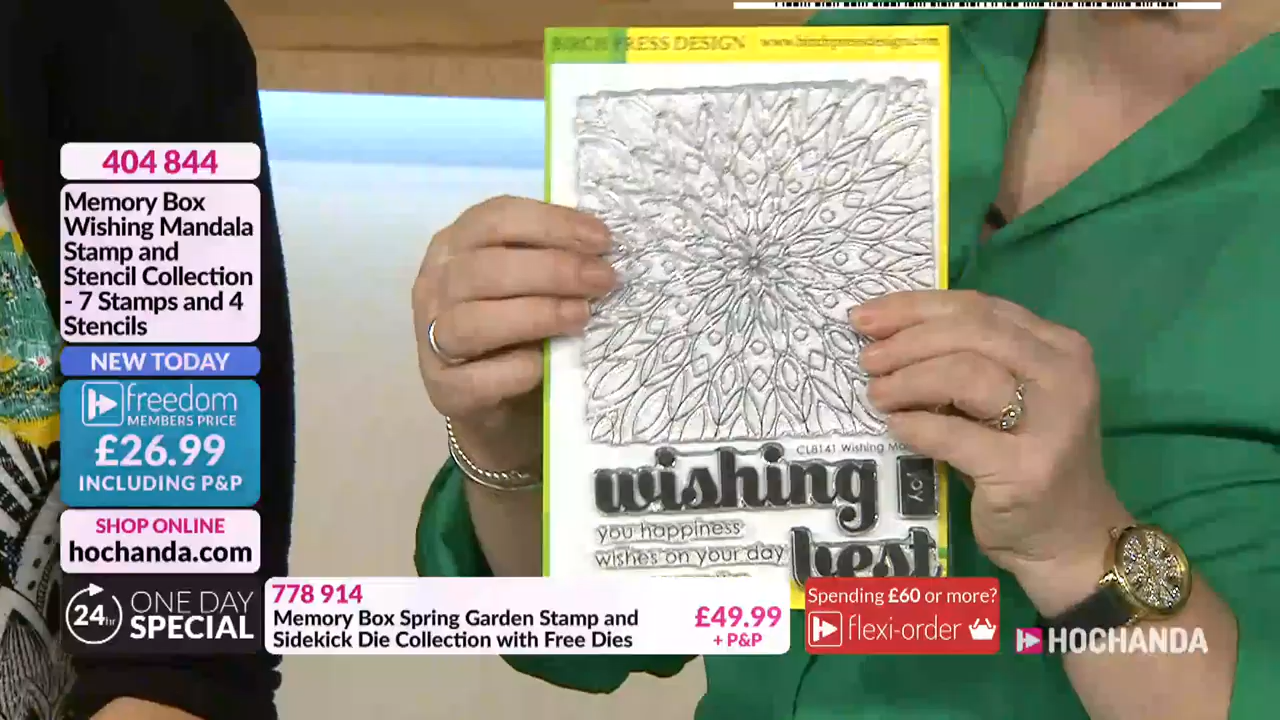 BIRCH PRESS DESIGN www.birchpressdesign.com
404 844
Memory Box
Wishing Mandala
Stamp and
Stencil Collection
- 7 Stamps and 4
Stencils
NEW TODAY
freedom
MEMBERS PRICE
£26.99
INCLUDING P&P
SHOP ONLINE
hochanda.com
CL8141 Wishing
wishing
joy
you happiness
wishes on your day
best
24hr ONE DAY
SPECIAL
778 914
Memory Box Spring Garden Stamp and
Sidekick Die Collection with Free Dies
£49.99
+ P&P
Spending £60 or more?
flexi-order
HOCHANDA